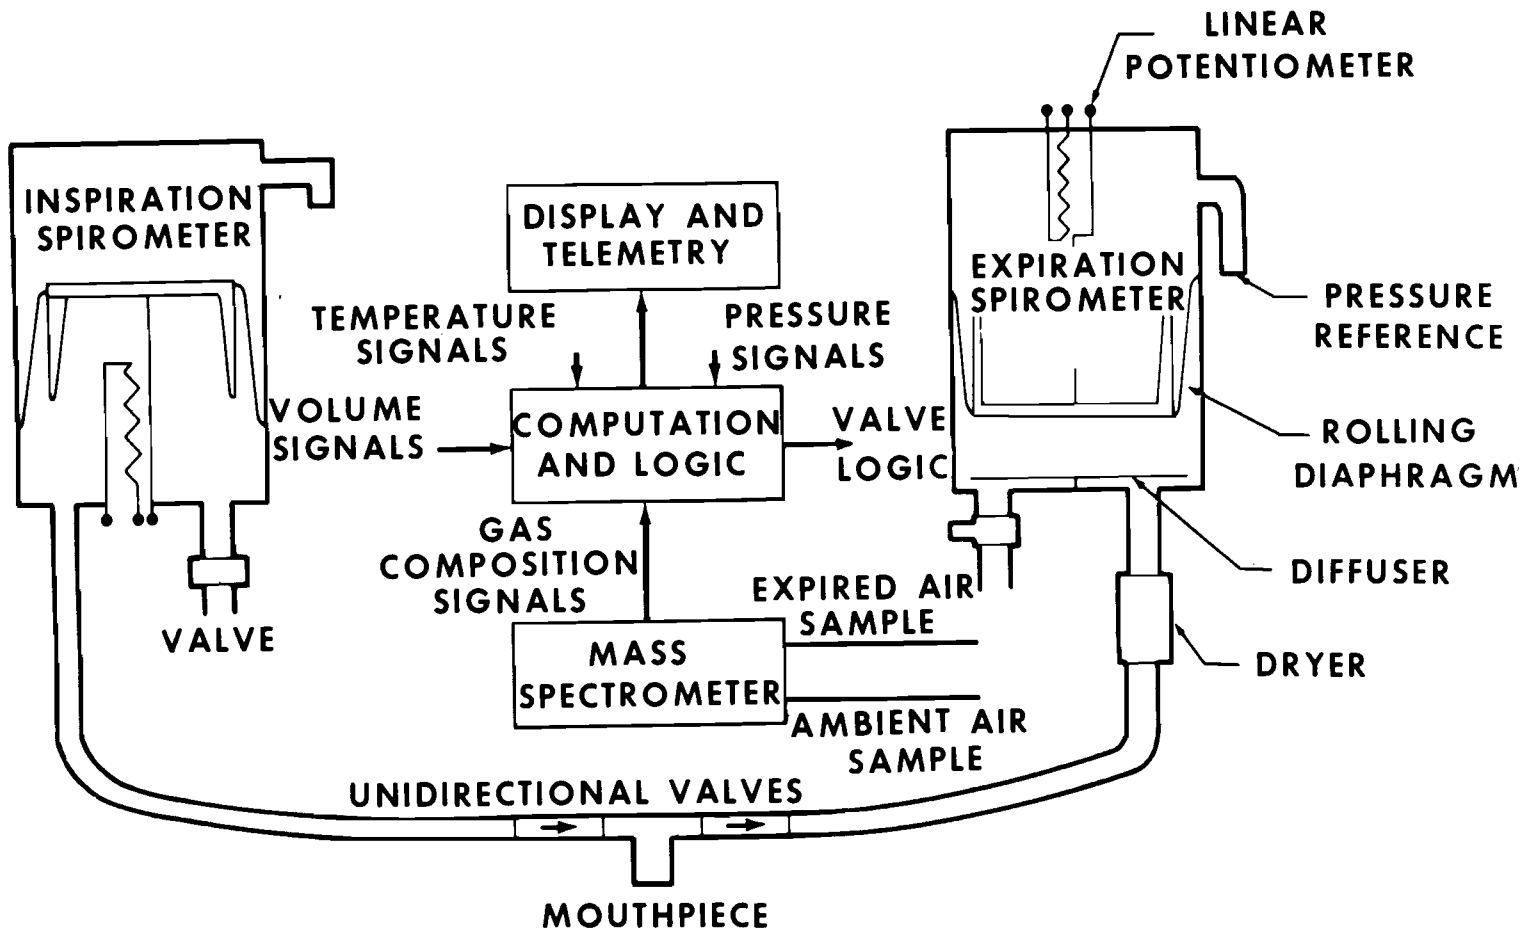 LINEAR
POTENTIOMETER
INSPIRATION
SPIROMETER
DISPLAY AND
TELEMETRY
EXPIRATION
SPIROMETER
PRESSURE
REFERENCE
TEMPERATURE
SIGNALS
PRESSURE
SIGNALS
VOLUME
SIGNALS
COMPUTATION
AND LOGIC
VALVE
LOGIC
ROLLING
DIAPHRAGM
GAS
COMPOSITION
SIGNALS
EXPIRED AIR
SAMPLE
DIFFUSER
VALVE
MASS
SPECTROMETER
DRYER
AMBIENT AIR
SAMPLE
UNIDIRECTIONAL VALVES
MOUTHPIECE